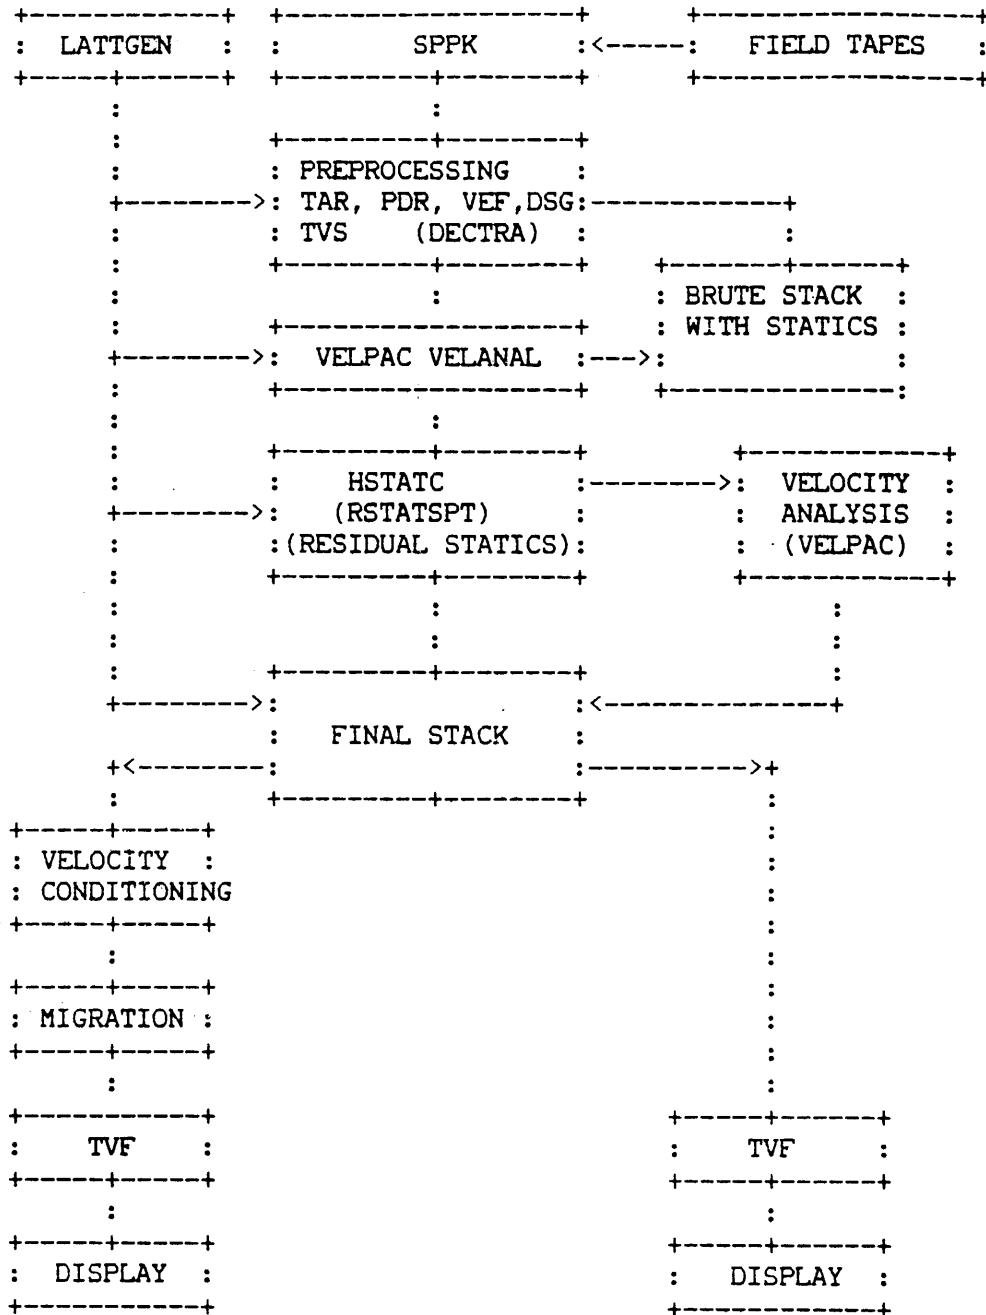 LATTGEN
SPPK
FIELD TAPES
PREPROCESSING
TAR, PDR, VEF,DSG
TVS (DECTRA)
BRUTE STACK
WITH STATICS
VELPAC VELANAL
HSTATC
(RSTATSPT)
(RESIDUAL STATICS)
VELOCITY
ANALYSIS
(VELPAC)
FINAL STACK
VELOCITY
CONDITIONING
MIGRATION
TVF
TVF
DISPLAY
DISPLAY